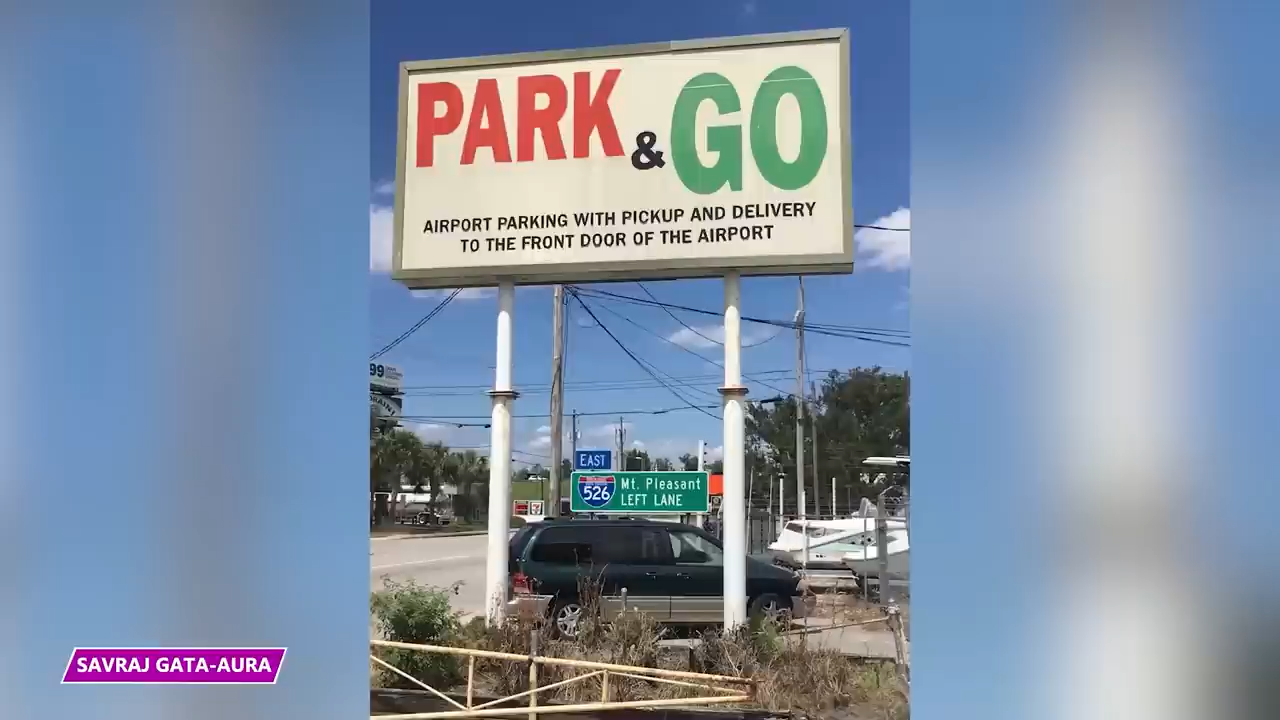 PARK & GO
AIRPORT PARKING WITH PICKUP AND DELIVERY
TO THE FRONT DOOR OF THE AIRPORT
99
EAST
526
Mt. Pleasant
LEFT LANE
SAVRAJ GATA-AURA